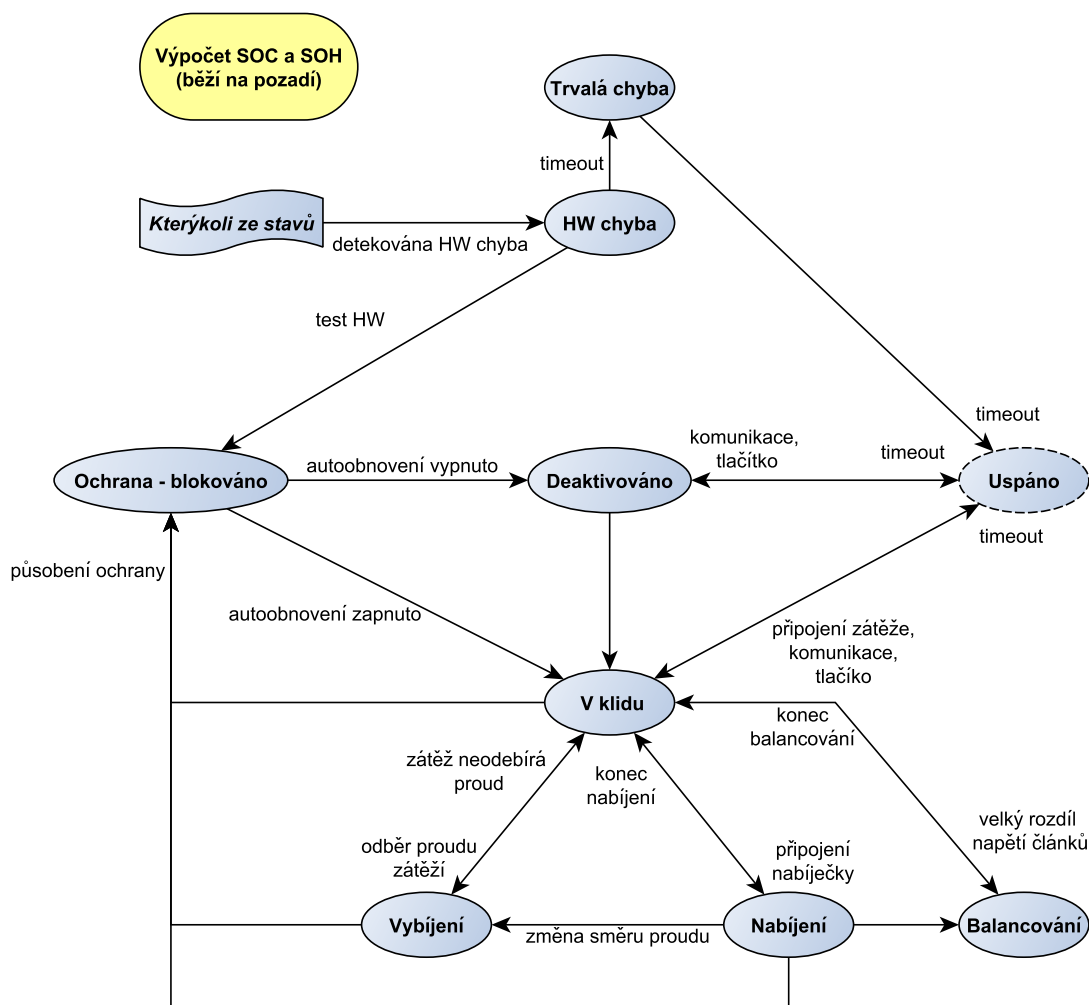 Výpočet SOC a SOH
(běží na pozadí)
Trvalá chyba
timeout
Kterýkoli ze stavů
HW chyba
detekována HW chyba
test HW
timeout
komunikace,
tlačítko
timeout
autoobnovení vypnuto
Ochrana - blokováno
Deaktivováno
Uspáno
timeout
působení ochrany
autoobnovení zapnuto
připojení zátěže,
komunikace,
tlačíko
V klidu
konec
balancování
zátěž neodebírá
proud
konec
nabíjení
velký rozdíl
napětí článků
odběr proudu
zátěží
připojení
nabíječky
Vybíjení
změna směru proudu
Nabíjení
Balancování